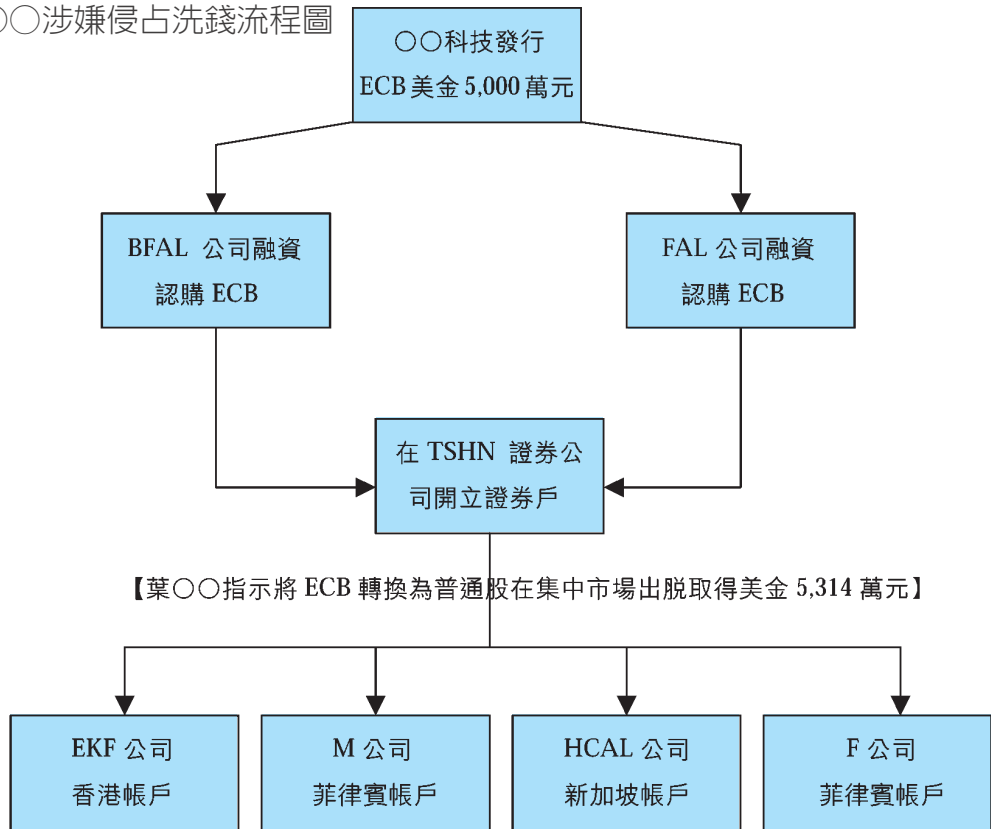 ○○涉嫌侵占洗錢流程圖
○○科技發行
ECB 美金 5,000 萬元
BFAL 公司融資
認購 ECB
FAL 公司融資
認購 ECB
在 TSHN 證券公
司開立證券戶
【葉○○指示將 ECB 轉換為普通股在集中市場出脫取得美金 5,314 萬元】
EKF 公司
香港帳戶
M 公司
菲律賓帳戶
HCAL 公司
新加坡帳戶
F 公司
菲律賓帳戶